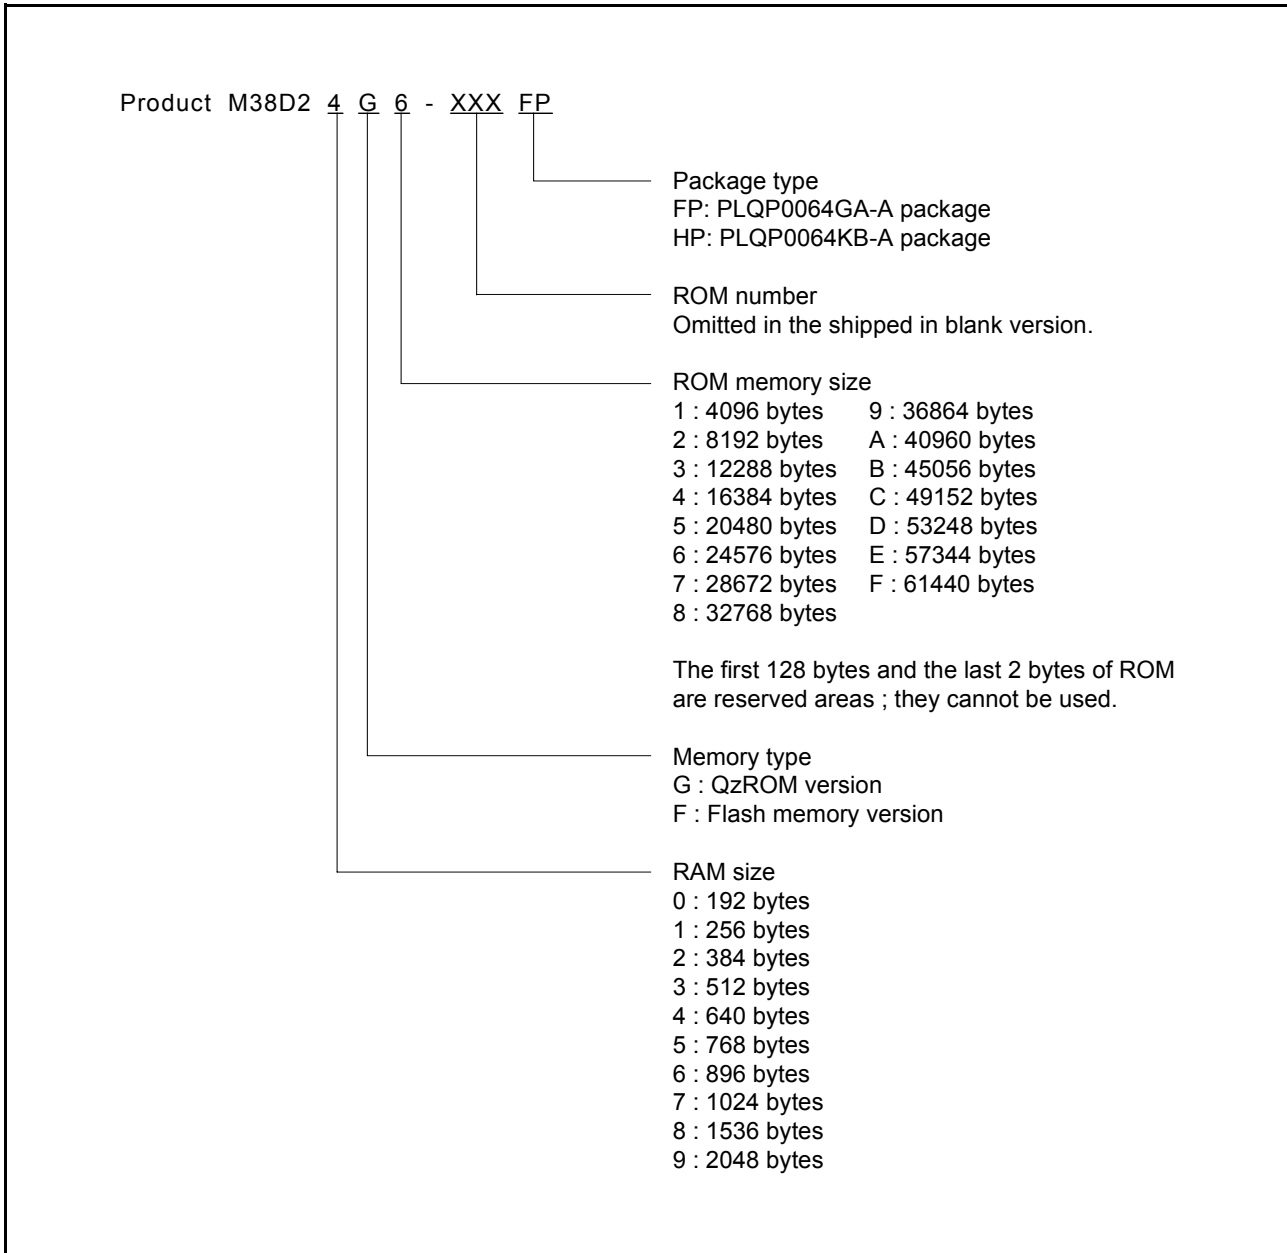 Product M38D2 4 G 6 - XXX FP
Package type
FP: PLQP0064GA-A package
HP: PLQP0064KB-A package
ROM number
Omitted in the shipped in blank version.
ROM memory size
1 : 4096 bytes 9 : 36864 bytes
2 : 8192 bytes A : 40960 bytes
3 : 12288 bytes B : 45056 bytes
4 : 16384 bytes C : 49152 bytes
5 : 20480 bytes D : 53248 bytes
6 : 24576 bytes E : 57344 bytes
7 : 28672 bytes F : 61440 bytes
8 : 32768 bytes
The first 128 bytes and the last 2 bytes of ROM
are reserved areas ; they cannot be used.
Memory type
G : QzROM version
F : Flash memory version
RAM size
0 : 192 bytes
1 : 256 bytes
2 : 384 bytes
3 : 512 bytes
4 : 640 bytes
5 : 768 bytes
6 : 896 bytes
7 : 1024 bytes
8 : 1536 bytes
9 : 2048 bytes